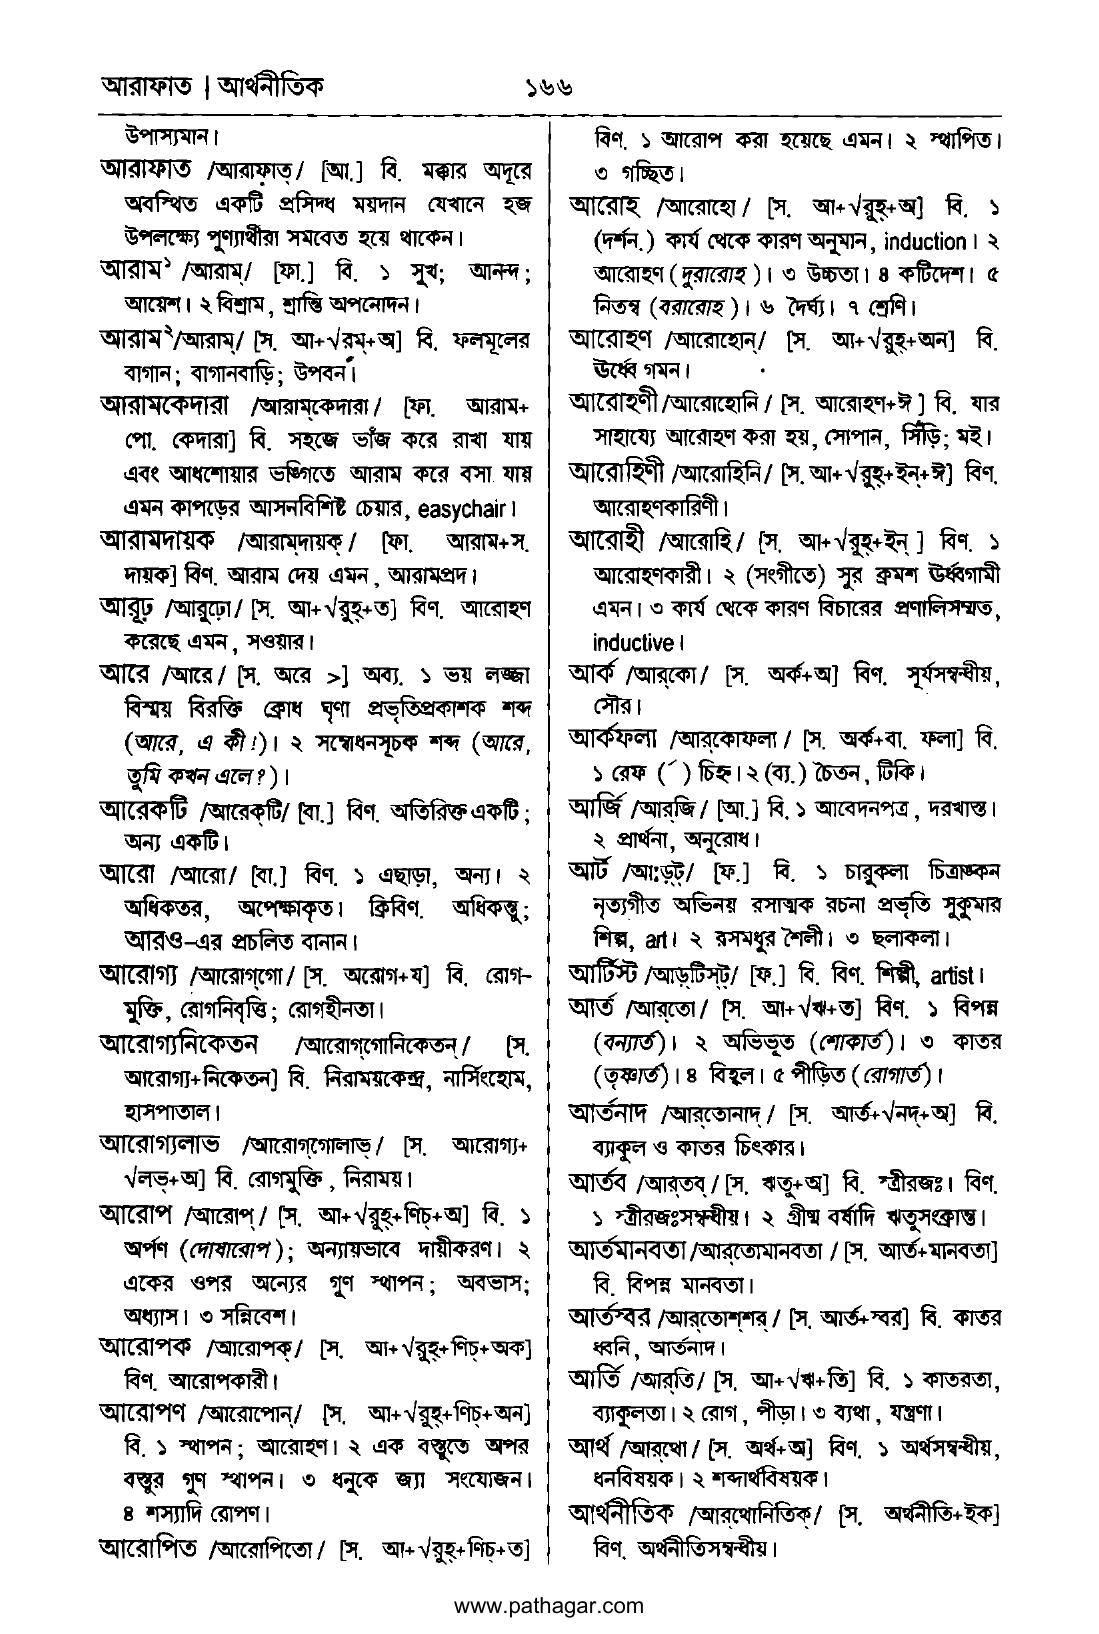 আরাফাত | আর্থনীতিক
১৬৬
উপাস্যমান।
আরাফাত /আরাফ়াত্/ [আ.] বি. মক্কার অদূরে
অবস্থিত একটি প্রসিদ্ধ ময়দান যেখানে হজ
উপলক্ষ্যে পুণ্যার্থীরা সমবেত হয়ে থাকেন।
আরাম১ /আরাম্/ [ফা.] বি. ১ সুখ; আনন্দ;
আয়েশ। ২ বিশ্রাম, শ্রান্তি অপনোদন।
আরাম২/আরাম্/ [স. আ+√রম্+অ] বি. ফলমূলের
বাগান; বাগানবাড়ি; উপবন।
আরামকেদারা /আরাম্‌কেদারা/ [ফা. আরাম+
পো. কেদারা] বি. সহজে ভাঁজ করে রাখা যায়
এবং আধশোয়ার ভঙ্গিতে আরাম করে বসা যায়
এমন কাপড়ের আসনবিশিষ্ট চেয়ার, easychair।
আরামদায়ক /আরাম্‌দায়ক্/ [ফা. আরাম+স.
দায়ক] বিণ. আরাম দেয় এমন, আরামপ্রদ।
আরূঢ় /আরুঢ়ো/ [স. আ+√রুহ্+ত] বিণ. আরোহণ
করেছে এমন, সওয়ার।
আরে /আরে/ [স. অরে >] অব্য. ১ ভয় লজ্জা
বিস্ময় বিরক্তি ক্রোধ ঘৃণা প্রভৃতিপ্রকাশক শব্দ
(আরে, এ কী!)। ২ সম্বোধনসূচক শব্দ (আরে,
তুমি কখন এলে?)।
আরেকটি /আরেক্‌টি/ [বা.] বিণ. অতিরিক্ত একটি;
অন্য একটি।
আরো /আরো/ [বা.] বিণ. ১ এছাড়া, অন্য। ২
অধিকতর, অপেক্ষাকৃত। ক্রিবিণ. অধিকন্তু;
আরও–এর প্রচলিত বানান।
আরোগ্য /আরোগ্‌গো/ [স. অরোগ+য] বি. রোগ-
মুক্তি, রোগনিবৃত্তি; রোগহীনতা।
আরোগ্যনিকেতন /আরোগ্‌গোনিকেতন্/ [স.
আরোগ্য+নিকেতন] বি. নিরাময়কেন্দ্র, নার্সিংহোম,
হাসপাতাল।
আরোগ্যলাভ /আরোগ্‌গোলাভ্/ [স. আরোগ্য+
√লভ্+অ] বি. রোগমুক্তি, নিরাময়।
আরোপ /আরোপ্/ [স. আ+√রুহ্+ণিচ্+অ] বি. ১
অর্পণ (দোষারোপ); অন্যায়ভাবে দায়ীকরণ। ২
একের ওপর অন্যের গুণ স্থাপন; অবভাস;
অধ্যাস। ৩ সন্নিবেশ।
আরোপক /আরোপক্/ [স. আ+√রুহ্+ণিচ্+অক]
বিণ. আরোপকারী।
আরোপণ /আরোপোন্/ [স. আ+√রুহ্+ণিচ্+অন]
বি. ১ স্থাপন; আরোহণ। ২ এক বস্তুতে অপর
বস্তুর গুণ স্থাপন। ৩ ধনুকে জ্যা সংযোজন।
৪ শস্যাদি রোপণ।
আরোপিত /আরোপিতো/ [স. আ+√রুহ্+ণিচ্+ত]
বিণ. ১ আরোপ করা হয়েছে এমন। ২ স্থাপিত।
৩ গচ্ছিত।
আরোহ /আরোহো/ [স. আ+√রুহ্+অ] বি. ১
(দর্শন.) কার্য থেকে কারণ অনুমান, induction। ২
আরোহণ (দুরারোহ)। ৩ উচ্চতা। ৪ কটিদেশ। ৫
নিতম্ব (বরারোহ)। ৬ দৈর্ঘ্য। ৭ শ্রোণি।
আরোহণ /আরোহোন্/ [স. আ+√রুহ্+অন] বি.
ঊর্ধ্বে গমন।
আরোহণী /আরোহোনি/ [স. আরোহণ+ঈ] বি. যার
সাহায্যে আরোহণ করা হয়, সোপান, সিঁড়ি; মই।
আরোহিণী /আরোহিনি/ [স. আ+√রুহ্+ইন্+ঈ] বিণ.
আরোহণকারিণী।
আরোহী /আরোহি/ [স. আ+√রুহ্+ইন্] বিণ. ১
আরোহণকারী। ২ (সংগীতে) সুর ক্রমশ ঊর্ধ্বগামী
এমন। ৩ কার্য থেকে কারণ বিচারের প্রণালিসম্মত,
inductive।
আর্ক /আর্‌কো/ [স. অর্ক+অ] বিণ. সূর্যসম্বন্ধীয়,
সৌর।
আর্কফলা /আর্‌কোফলা/ [স. অর্ক+বা. ফলা] বি.
১ রেফ (´) চিহ্ন। ২ (ব্য.) চৈতন, টিকি।
আর্জি /আর্‌জি/ [আ.] বি. ১ আবেদনপত্র, দরখাস্ত।
২ প্রার্থনা, অনুরোধ।
আর্ট /আঃড়্‌ট্/ [ফ.] বি. ১ চারুকলা চিত্রাঙ্কন
নৃত্যগীত অভিনয় রসাত্মক রচনা প্রভৃতি সুকুমার
শিল্প, art। ২ রসমধুর শৈলী। ৩ ছলাকলা।
আর্টিস্ট /আড়্‌টিস্‌ট্/ [ফ.] বি. বিণ. শিল্পী, artist।
আর্ত /আর্‌তো/ [স. আ+√ঋ+ত] বিণ. ১ বিপন্ন
(বন্যার্ত)। ২ অভিভূত (শোকার্ত)। ৩ কাতর
(তৃষ্ণার্ত)। ৪ বিহ্বল। ৫ পীড়িত (রোগার্ত)।
আর্তনাদ /আর্‌তোনাদ্/ [স. আর্ত+√নদ্+অ] বি.
ব্যাকুল ও কাতর চিৎকার।
আর্তব /আর্‌তব্/ [স. ঋতু+অ] বি. স্ত্রীরজঃ। বিণ.
১ স্ত্রীরজঃসম্বন্ধীয়। ২ গ্রীষ্ম বর্ষাদি ঋতুসংক্রান্ত।
আর্তমানবতা /আর্‌তোমানবতা/ [স. আর্ত+মানবতা]
বি. বিপন্ন মানবতা।
আর্তস্বর /আর্‌তোশ্‌শর্/ [স. আর্ত+স্বর] বি. কাতর
ধ্বনি, আর্তনাদ।
আর্তি /আর্‌তি/ [স. আ+√ঋ+তি] বি. ১ কাতরতা,
ব্যাকুলতা। ২ রোগ, পীড়া। ৩ ব্যথা, যন্ত্রণা।
আর্থ /আর্‌থো/ [স. অর্থ+অ] বিণ. ১ অর্থসম্বন্ধীয়,
ধনবিষয়ক। ২ শব্দার্থবিষয়ক।
আর্থনীতিক /আর্‌থোনিতিক্/ [স. অর্থনীতি+ইক]
বিণ. অর্থনীতিসম্বন্ধীয়।
www.pathagar.com